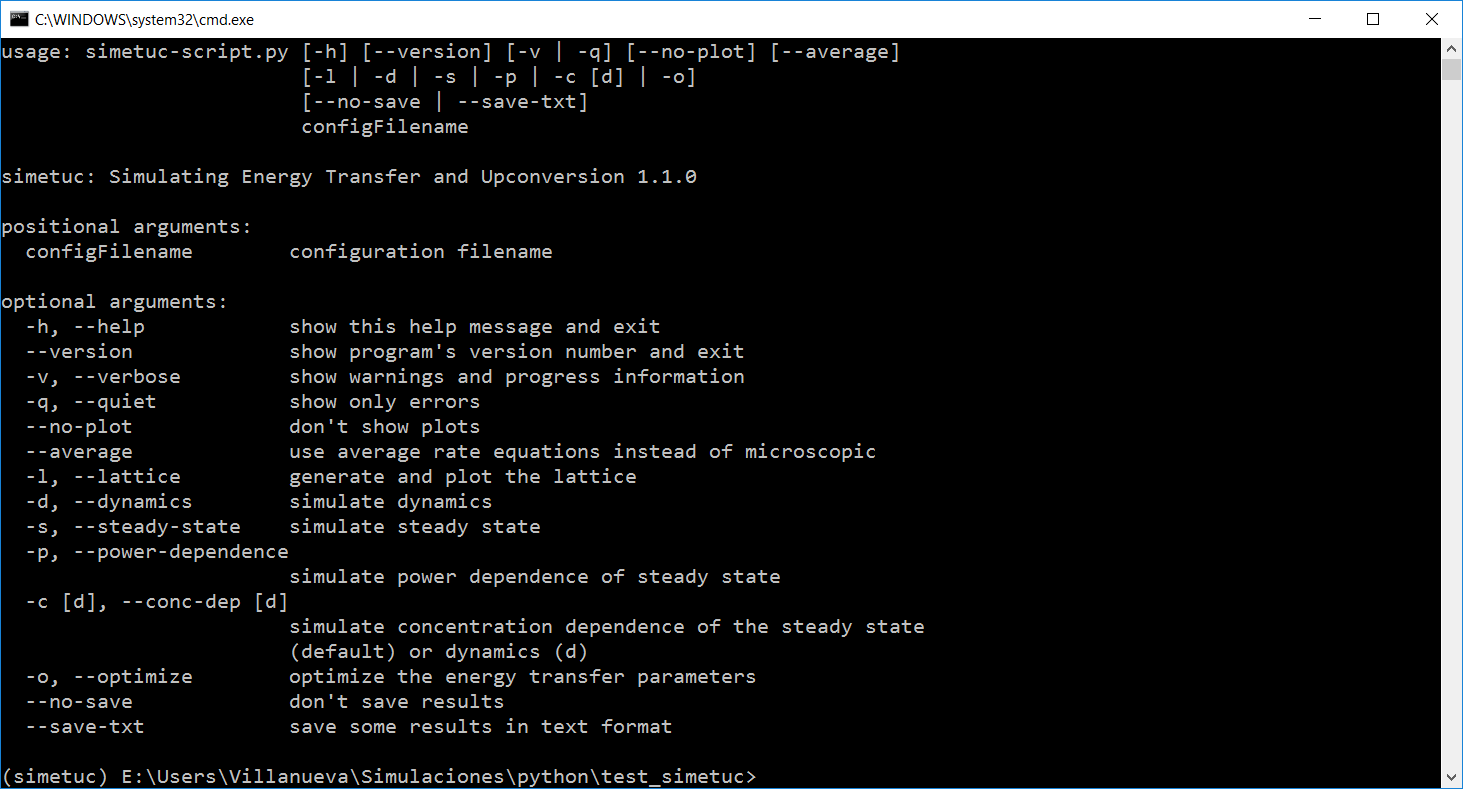 C:\WINDOWS\system32\cmd.exe
usage: simetuc-script.py [-h] [--version] [-v | -q] [--no-plot] [--average]
[-l | -d | -s | -p | -c [d] | -o]
[--no-save | --save-txt]
configFilename
simetuc: Simulating Energy Transfer and Upconversion 1.1.0
positional arguments:
configFilename configuration filename
optional arguments:
-h, --help show this help message and exit
--version show program's version number and exit
-v, --verbose show warnings and progress information
-q, --quiet show only errors
--no-plot don't show plots
--average use average rate equations instead of microscopic
-l, --lattice generate and plot the lattice
-d, --dynamics simulate dynamics
-s, --steady-state simulate steady state
-p, --power-dependence
simulate power dependence of steady state
-c [d], --conc-dep [d]
simulate concentration dependence of the steady state
(default) or dynamics (d)
-o, --optimize optimize the energy transfer parameters
--no-save don't save results
--save-txt save some results in text format
(simetuc) E:\Users\Villanueva\Simulaciones\python\test_simetuc>